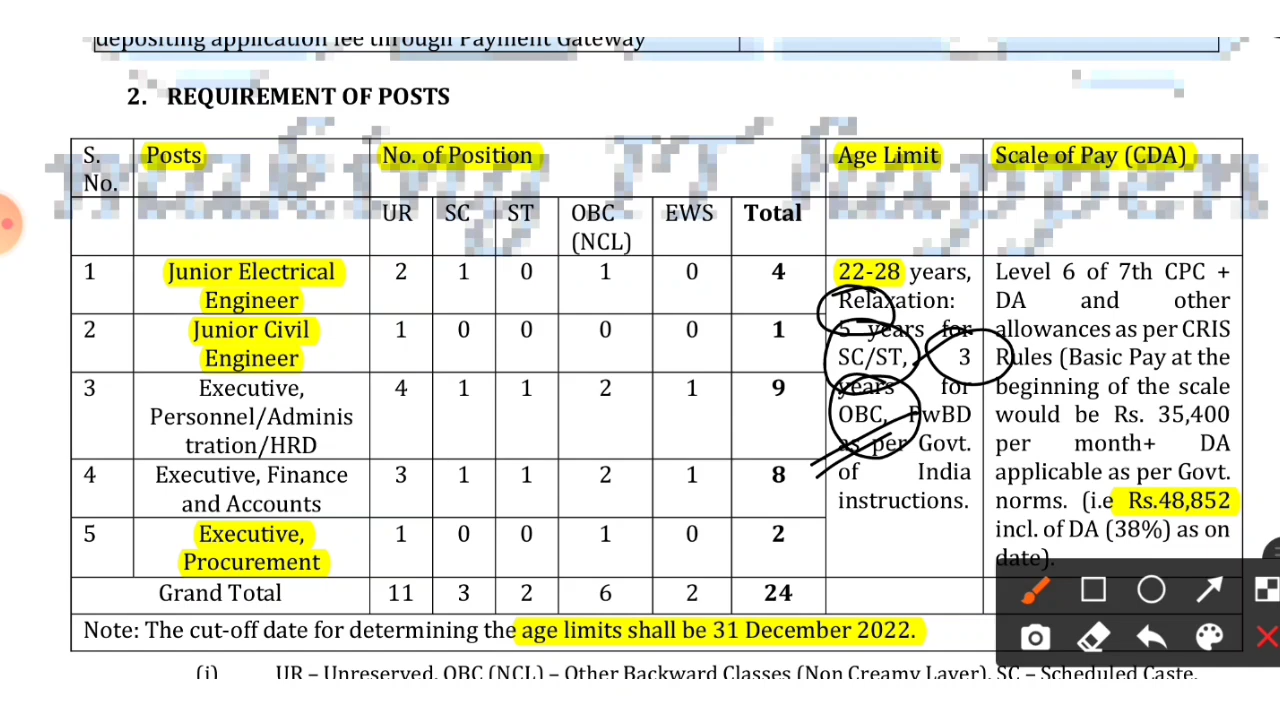 depositing application fee through Payment Gateway
2. REQUIREMENT OF POSTS
S. No. Posts No. of Position Age Limit Scale of Pay (CDA)
UR SC ST OBC (NCL) EWS Total
1 Junior Electrical Engineer 2 1 0 1 0 4
2 Junior Civil Engineer 1 0 0 0 0 1
3 Executive, Personnel/Adminis tration/HRD 4 1 1 2 1 9
4 Executive, Finance and Accounts 3 1 1 2 1 8
5 Executive, Procurement 1 0 0 1 0 2
Grand Total 11 3 2 6 2 24
22-28 years,
Relaxation:
5 years for
SC/ST, 3
years for
OBC, PwBD
as per Govt.
of India
instructions.
Level 6 of 7th CPC +
DA and other
allowances as per CRIS
Rules (Basic Pay at the
beginning of the scale
would be Rs. 35,400
per month+ DA
applicable as per Govt.
norms. (i.e Rs.48,852
incl. of DA (38%) as on
date).
Note: The cut-off date for determining the age limits shall be 31 December 2022.
(i) UR – Unreserved, OBC (NCL) – Other Backward Classes (Non Creamy Layer), SC – Scheduled Caste,
making IT happen